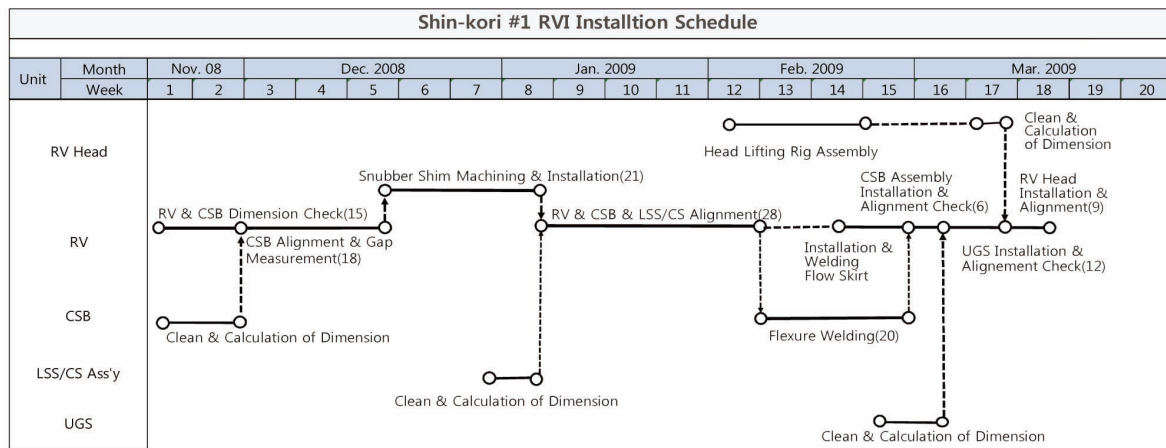 Shin-kori #1 RVI Installtion Schedule
Unit Month Nov. 08 Dec. 2008 Jan. 2009 Feb. 2009 Mar. 2009
Week 1 2 3 4 5 6 7 8 9 10 11 12 13 14 15 16 17 18 19 20
RV Head
Head Lifting Rig Assembly
Clean &
Calculation
of Dimension
Snubber Shim Machining & Installation(21)
CSB Assembly
Installation &
Alignment Check(6)
RV Head
Installation &
Alignment(9)
RV
RV & CSB Dimension Check(15)
CSB Alignment & Gap
Measurement(18)
RV & CSB & LSS/CS Alignment(28)
Installation &
Welding
Flow Skirt
UGS Installation &
Alignement Check(12)
CSB
Clean & Calculation of Dimension
Flexure Welding(20)
LSS/CS Ass'y
Clean & Calculation of Dimension
UGS
Clean & Calculation of Dimension